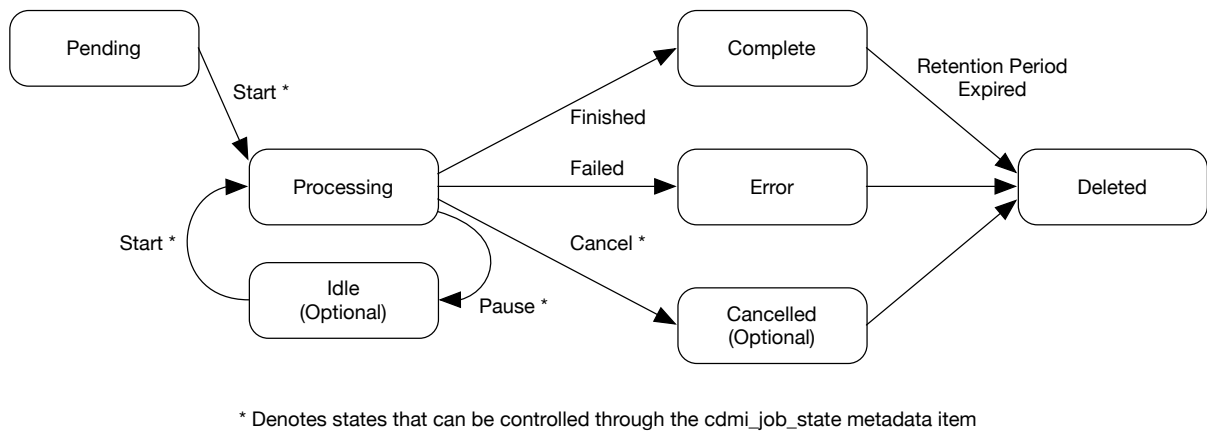 Pending
Complete
Retention Period
Expired
Start *
Finished
Processing
Failed
Error
Deleted
Start *
Cancel *
Idle
(Optional)
Pause *
Cancelled
(Optional)
* Denotes states that can be controlled through the cdmi_job_state metadata item